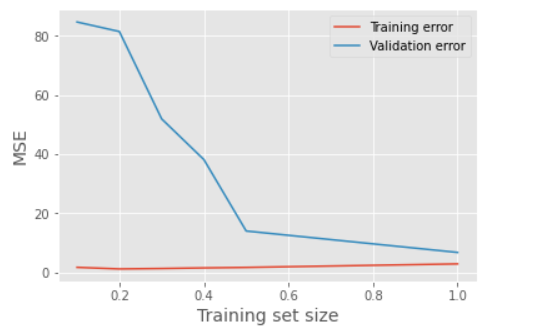 Training error
Validation error
80
60
40
20
0
MSE
0.2 0.4 0.6 0.8 1.0
Training set size